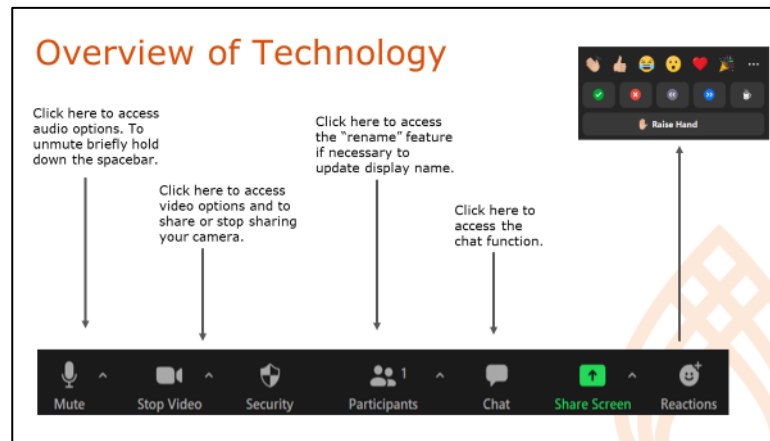 Overview of Technology
Click here to access
audio options. To
unmute briefly hold
down the spacebar.
Click here to access
video options and to
share or stop sharing
your camera.
Click here to access
the “rename” feature
if necessary to
update display name.
Click here to
access the
chat function.
Raise Hand
Mute
Stop Video
Security
1
Participants
Chat
Share Screen
Reactions